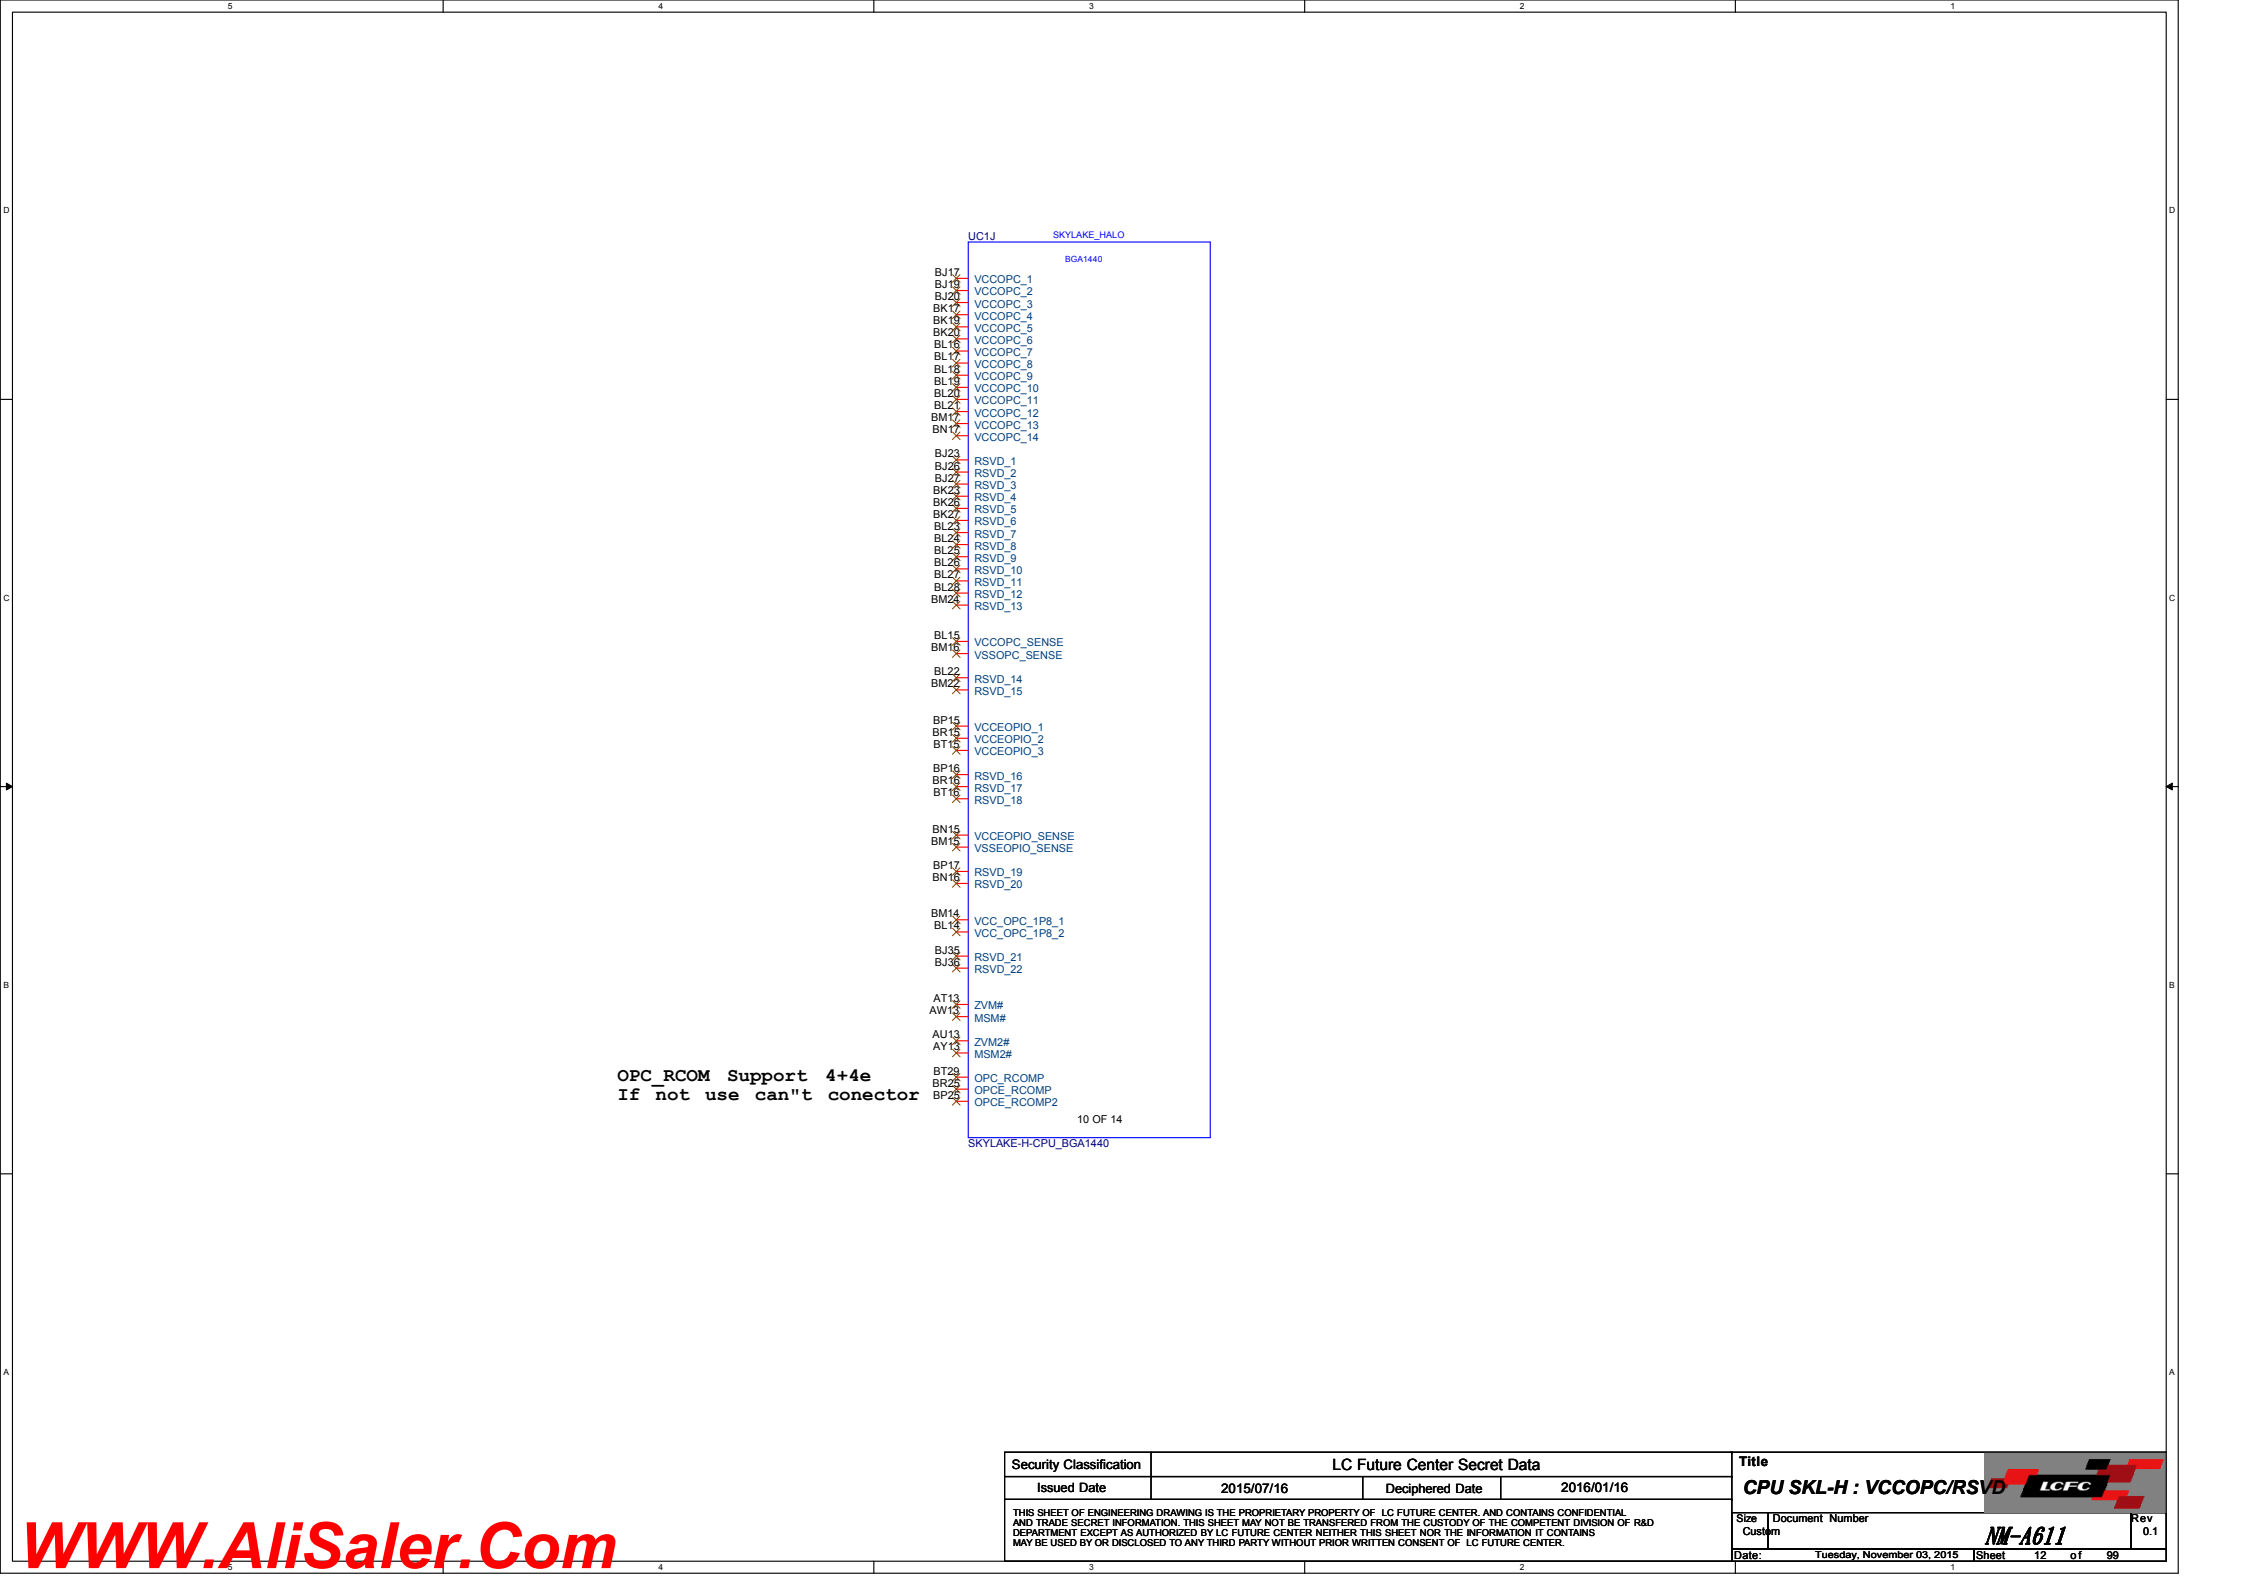 5 4 3 2 1
D D
C C
B B
A A
UC1J SKYLAKE_HALO
BGA1440
BJ17 VCCOPC_1
BJ19 VCCOPC_2
BJ20 VCCOPC_3
BK17 VCCOPC_4
BK19 VCCOPC_5
BK20 VCCOPC_6
BL16 VCCOPC_7
BL17 VCCOPC_8
BL18 VCCOPC_9
BL19 VCCOPC_10
BL20 VCCOPC_11
BL21 VCCOPC_12
BM17 VCCOPC_13
BN17 VCCOPC_14
BJ23 RSVD_1
BJ26 RSVD_2
BJ27 RSVD_3
BK23 RSVD_4
BK26 RSVD_5
BK27 RSVD_6
BL23 RSVD_7
BL24 RSVD_8
BL25 RSVD_9
BL26 RSVD_10
BL27 RSVD_11
BL28 RSVD_12
BM24 RSVD_13
BL15 VCCOPC_SENSE
BM16 VSSOPC_SENSE
BL22 RSVD_14
BM22 RSVD_15
BP15 VCCEOPIO_1
BR15 VCCEOPIO_2
BT15 VCCEOPIO_3
BP16 RSVD_16
BR16 RSVD_17
BT16 RSVD_18
BN15 VCCEOPIO_SENSE
BM15 VSSEOPIO_SENSE
BP17 RSVD_19
BN16 RSVD_20
BM14 VCC_OPC_1P8_1
BL14 VCC_OPC_1P8_2
BJ35 RSVD_21
BJ36 RSVD_22
AT13 ZVM#
AW13 MSM#
AU13 ZVM2#
AY13 MSM2#
BT29 OPC_RCOMP
BR25 OPCE_RCOMP
BP25 OPCE_RCOMP2
OPC_RCOM Support 4+4e
If not use can"t conector
10 OF 14
SKYLAKE-H-CPU_BGA1440
Security Classification LC Future Center Secret Data
Issued Date 2015/07/16 Deciphered Date 2016/01/16
THIS SHEET OF ENGINEERING DRAWING IS THE PROPRIETARY PROPERTY OF LC FUTURE CENTER. AND CONTAINS CONFIDENTIAL
AND TRADE SECRET INFORMATION. THIS SHEET MAY NOT BE TRANSFERED FROM THE CUSTODY OF THE COMPETENT DIVISION OF R&D
DEPARTMENT EXCEPT AS AUTHORIZED BY LC FUTURE CENTER NEITHER THIS SHEET NOR THE INFORMATION IT CONTAINS
MAY BE USED BY OR DISCLOSED TO ANY THIRD PARTY WITHOUT PRIOR WRITTEN CONSENT OF LC FUTURE CENTER.
Title
CPU SKL-H : VCCOPC/RSVD
LCFC
Size Document Number Rev
Custom NM-A611 0.1
Date: Tuesday, November 03, 2015 Sheet 12 of 99
WWW.AliSaler.Com
5 4 3 2 1